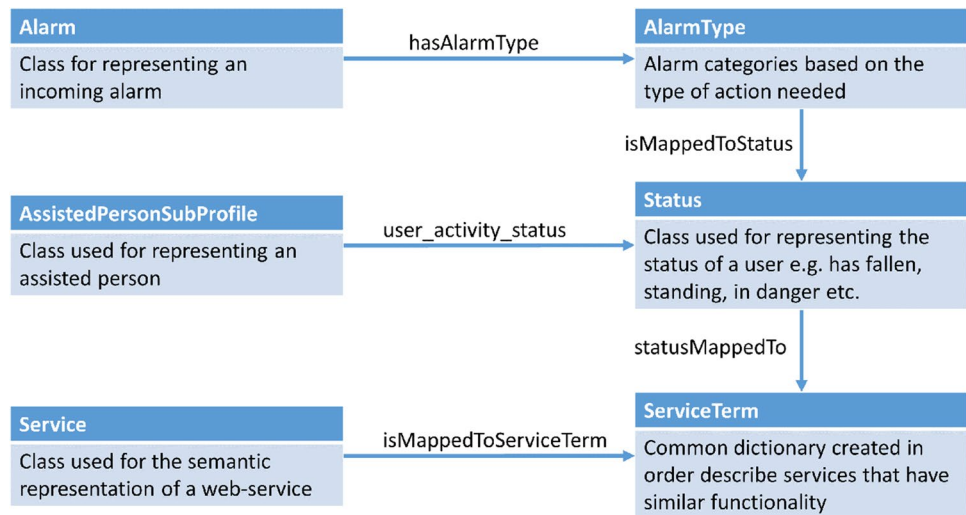 Alarm
Class for representing an
incoming alarm
hasAlarmType
AlarmType
Alarm categories based on the
type of action needed
isMappedToStatus
AssistedPersonSubProfile
Class used for representing an
assisted person
user_activity_status
Status
Class used for representing the
status of a user e.g. has fallen,
standing, in danger etc.
statusMappedTo
Service
Class used for the semantic
representation of a web-service
isMappedToServiceTerm
ServiceTerm
Common dictionary created in
order describe services that have
similar functionality